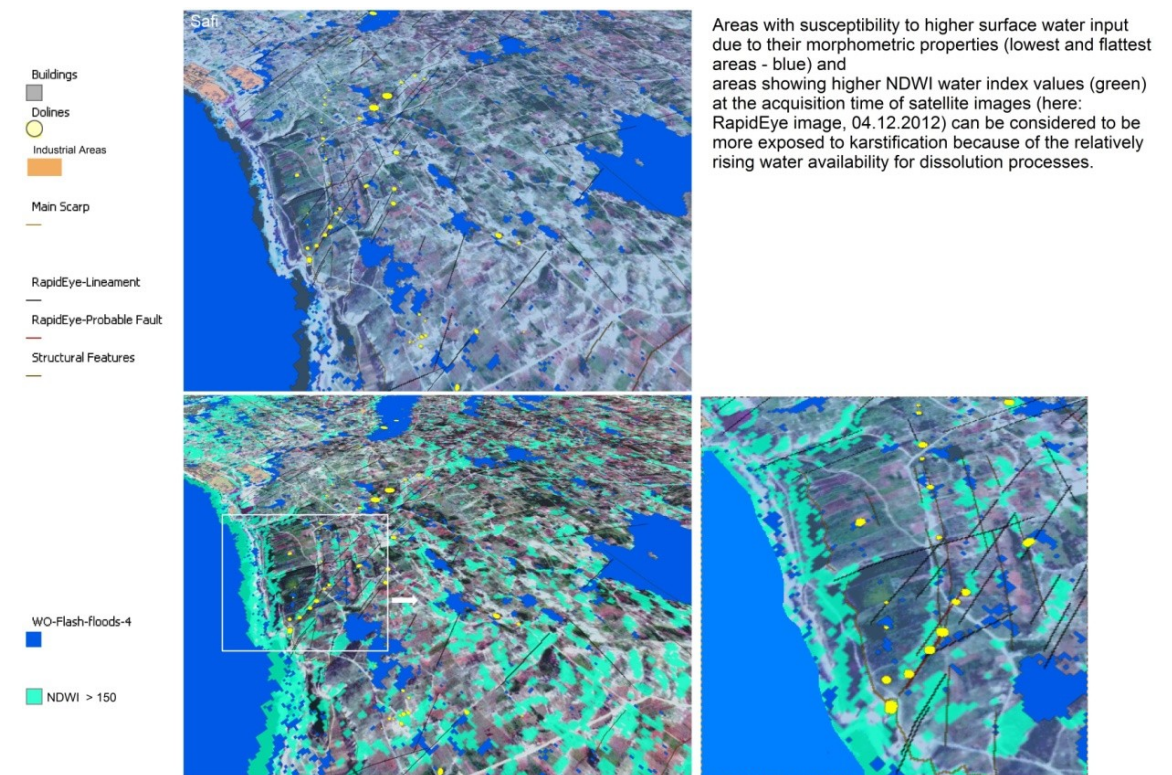 Safi
Areas with susceptibility to higher surface water input
due to their morphometric properties (lowest and flattest
areas - blue) and
areas showing higher NDWI water index values (green)
at the acquisition time of satellite images (here:
RapidEye image, 04.12.2012) can be considered to be
more exposed to karstification because of the relatively
rising water availability for dissolution processes.
Buildings
Dolines
Industrial Areas
Main Scarp
RapidEye-Lineament
RapidEye-Probable Fault
Structural Features
WO-Flash-floods-4
NDWI > 150